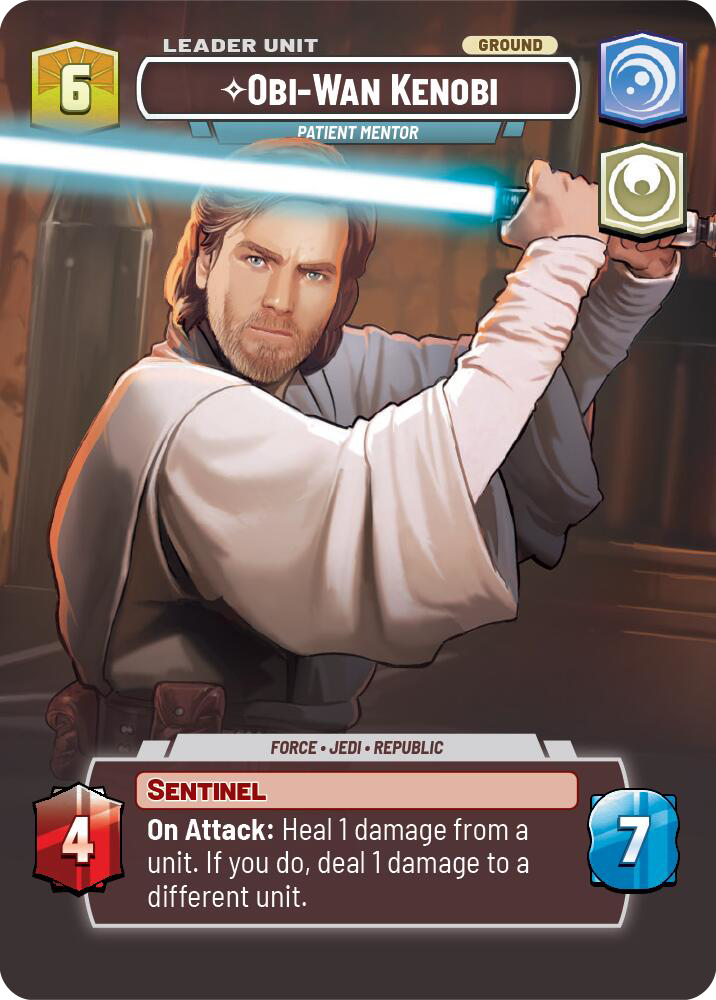 LEADER UNIT
GROUND
6
✧OBI-WAN KENOBI
PATIENT MENTOR
FORCE • JEDI • REPUBLIC
SENTINEL
On Attack: Heal 1 damage from a
unit. If you do, deal 1 damage to a
different unit.
4
7